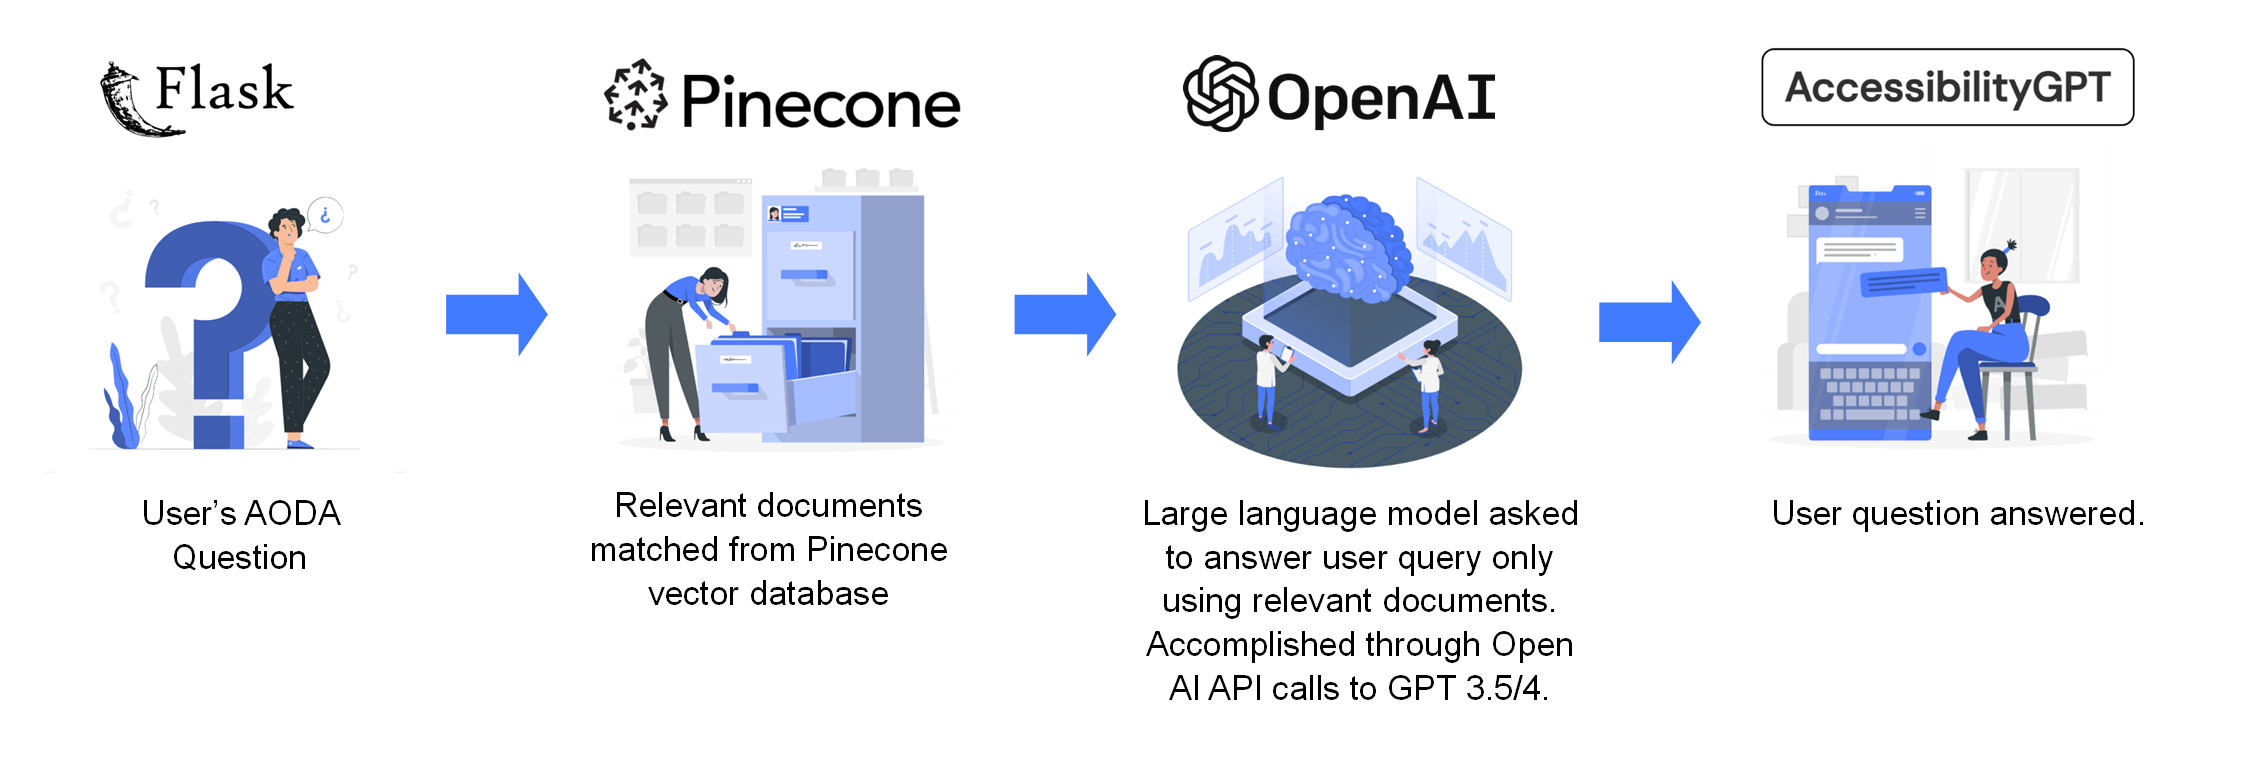 Flask
Pinecone
OpenAI
AccessibilityGPT
User’s AODA
Question
Relevant documents
matched from Pinecone
vector database
Large language model asked
to answer user query only
using relevant documents.
Accomplished through Open
AI API calls to GPT 3.5/4.
User question answered.